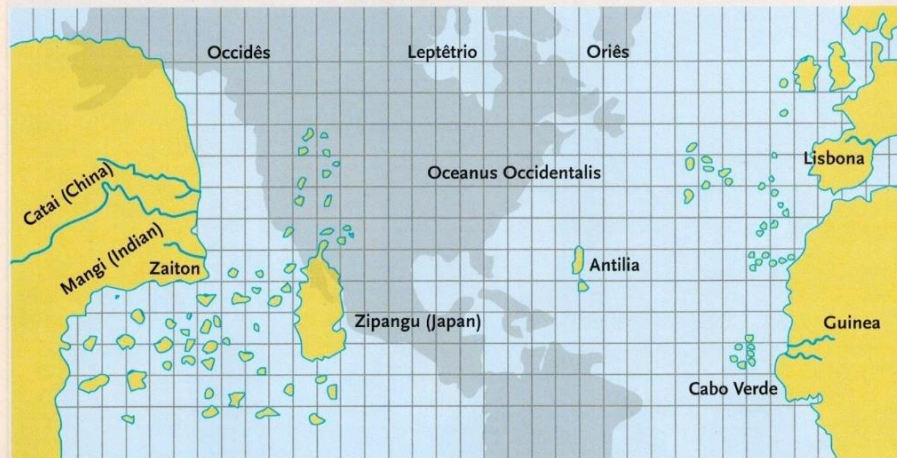 Occidês Leptêtrio Oriês
Oceanus Occidentalis
Lisbona
Catai (China)
Mangi (Indian)
Zaiton
Antilia
Zipangu (Japan)
Guinea
Cabo Verde